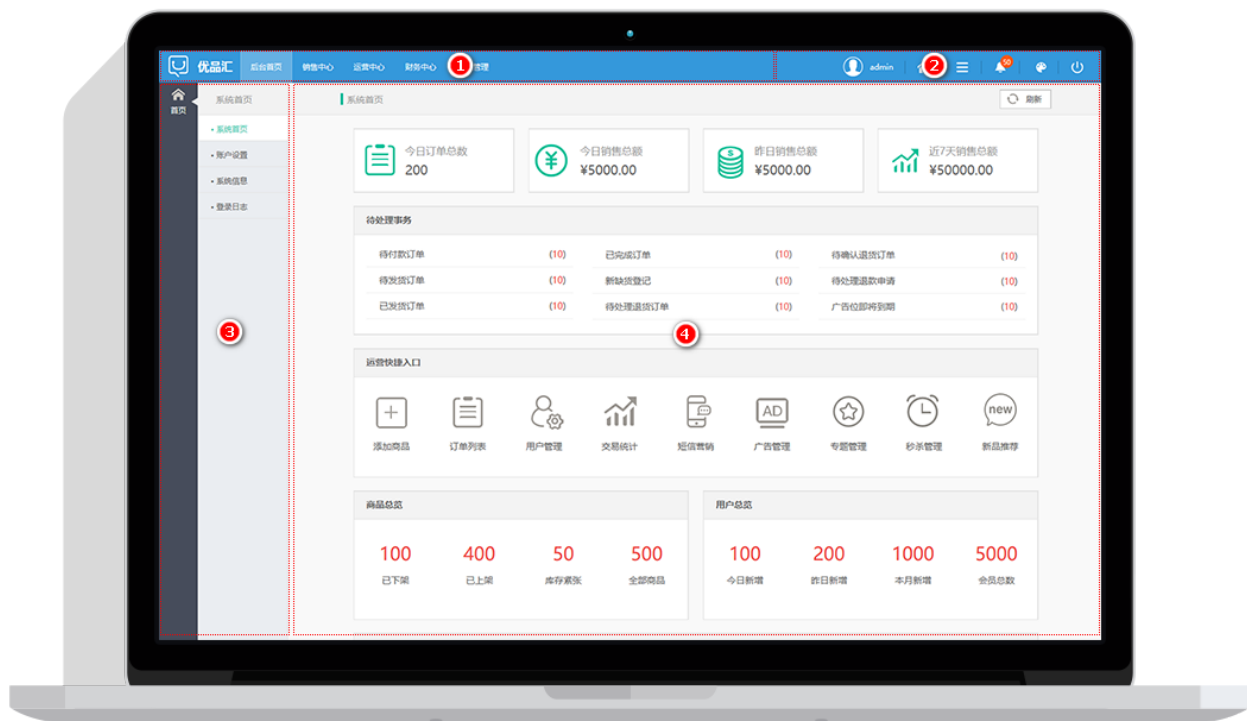 优品汇 后台首页 销售中心 运营中心 财务中心 1 管理 admin 2 50
首页
系统首页
系统首页
账户设置
系统信息
登录日志
3
系统首页 刷新
今日订单总数
200
今日销售总额
¥5000.00
昨日销售总额
¥5000.00
近7天销售总额
¥50000.00
待处理事务
待付款订单 (10) 已完成订单 (10) 待确认退货订单 (10)
待发货订单 (10) 新缺货登记 (10) 待处理退款申请 (10)
已发货订单 (10) 待处理退货订单 (10) 广告位即将到期 (10)
4
运营快捷入口
AD new
添加商品 订单列表 用户管理 交易统计 短信营销 广告管理 专题管理 秒杀管理 新品推荐
商品总览
100 400 50 500
已下架 已上架 库存紧张 全部商品
用户总览
100 200 1000 5000
今日新增 昨日新增 本月新增 会员总数